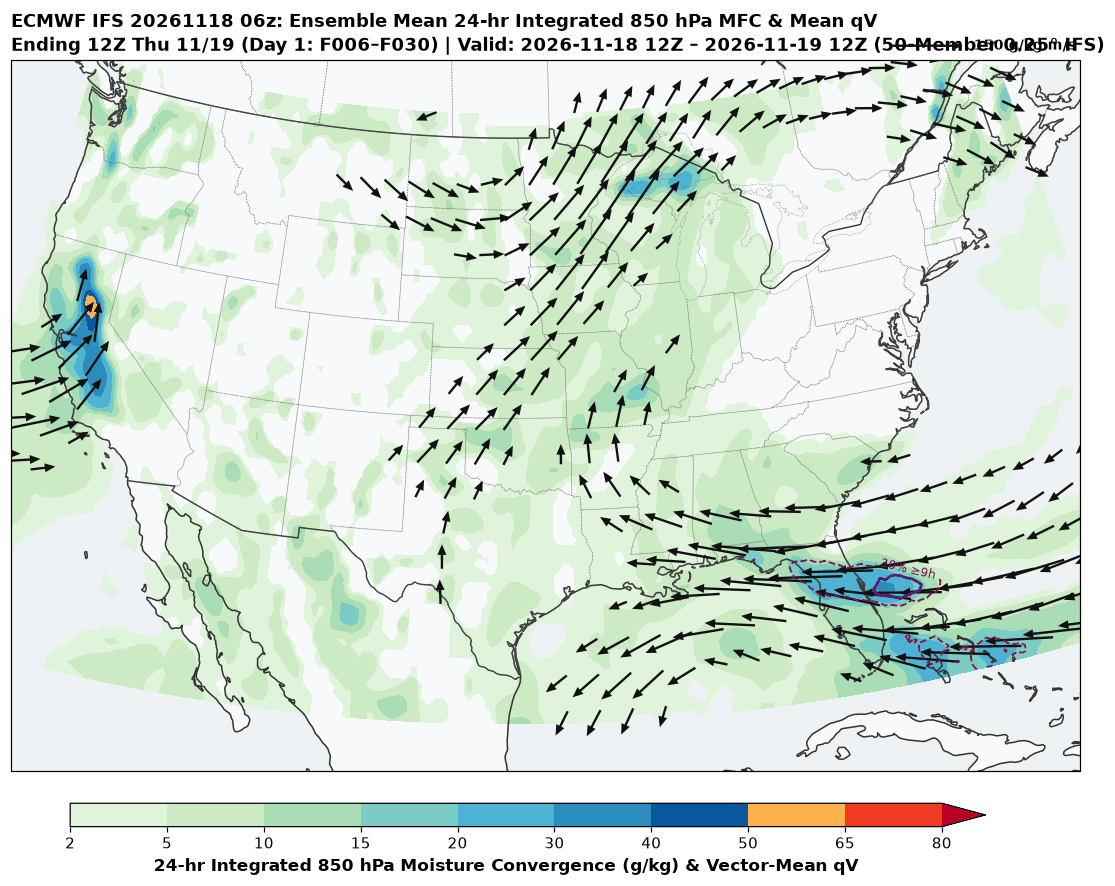 ECMWF IFS 20261118 06z: Ensemble Mean 24-hr Integrated 850 hPa MFC & Mean qV
Ending 12Z Thu 11/19 (Day 1: F006–F030) | Valid: 2026-11-18 12Z – 2026-11-19 12Z (50-Member 0.25° IFS)
≥9h
2 5 10 15 20 30 40 50 65 80
24-hr Integrated 850 hPa Moisture Convergence (g/kg) & Vector-Mean qV